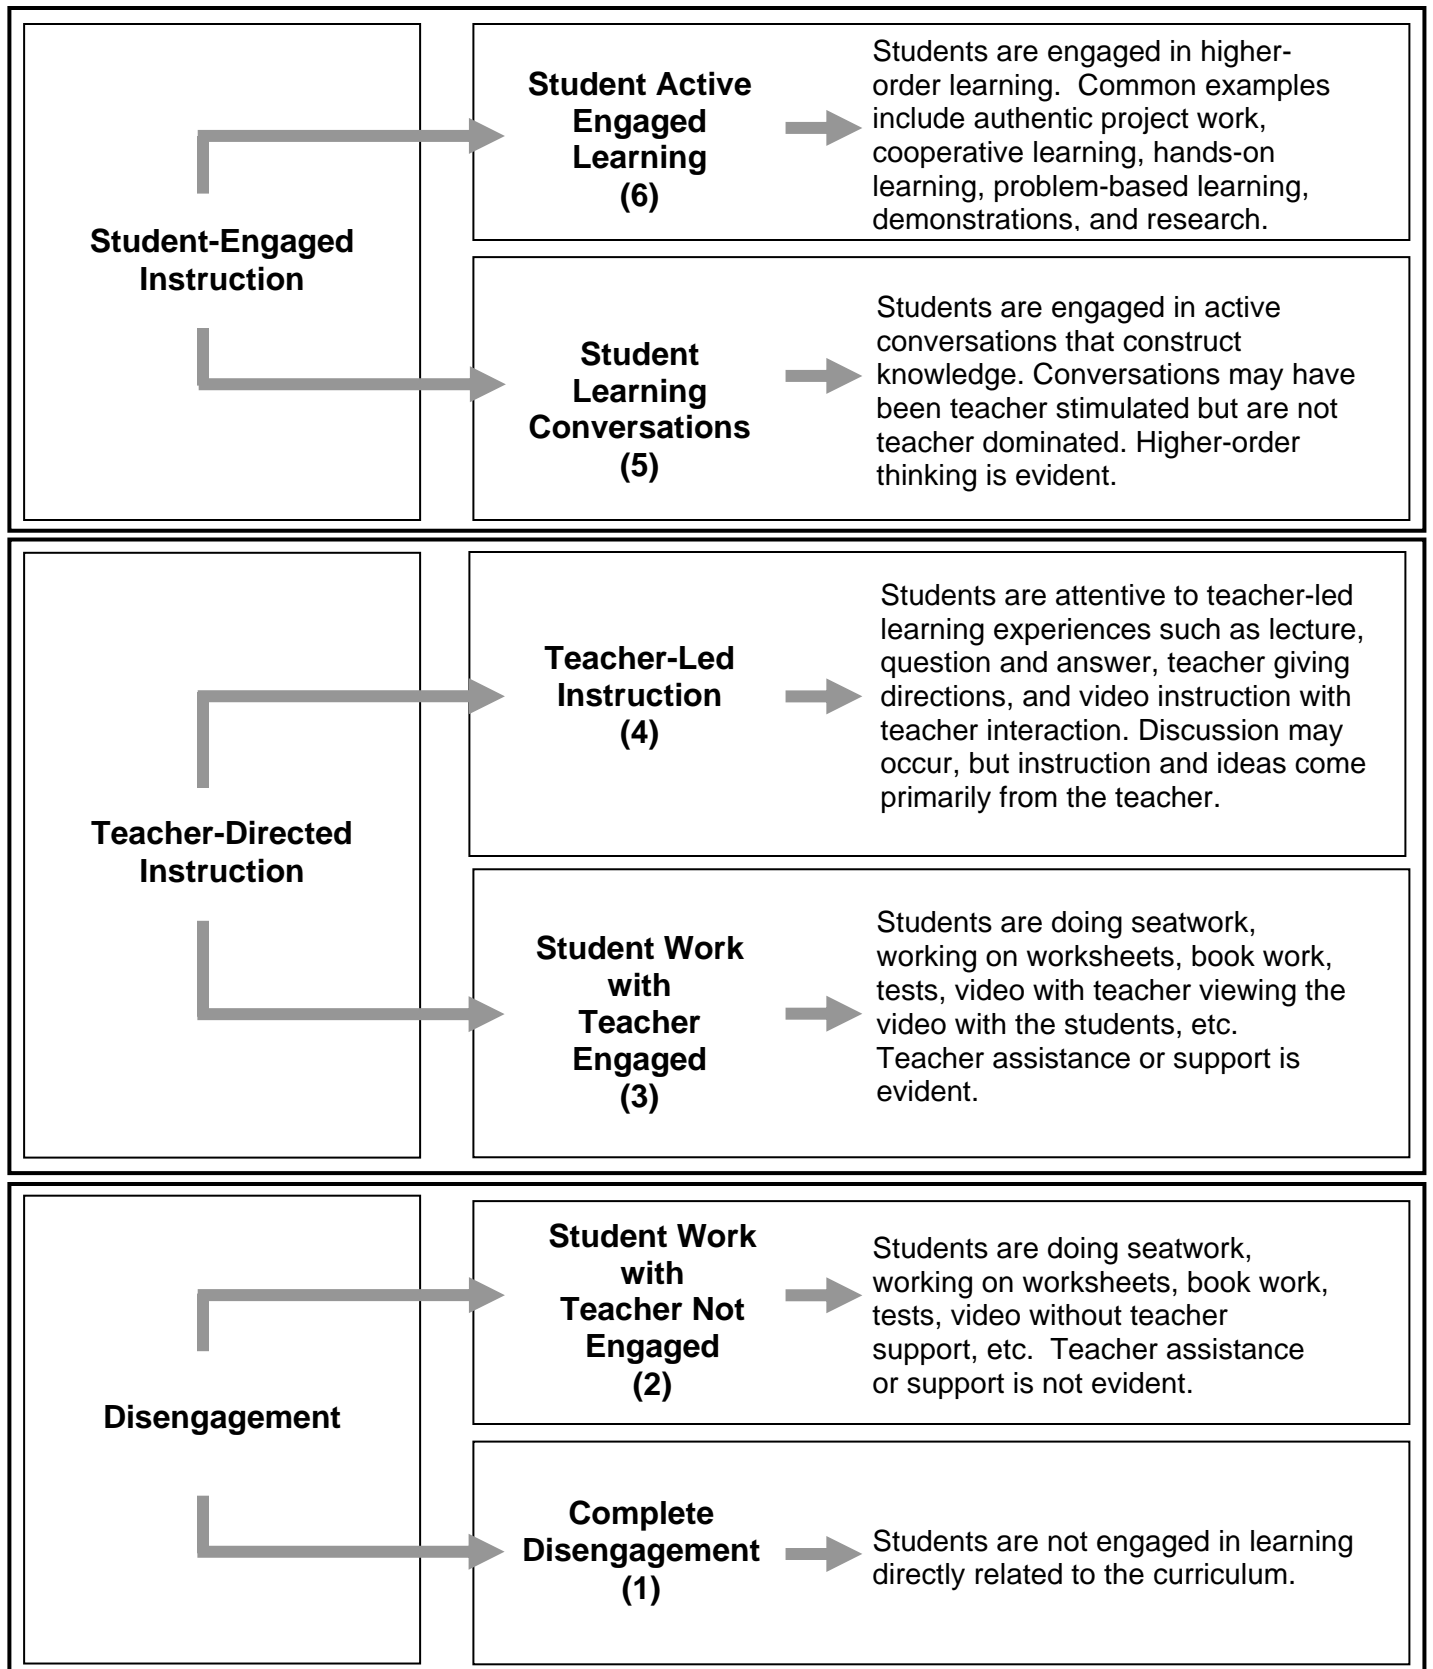 Student-Engaged
Instruction
Student Active
Engaged
Learning
(6)
Students are engaged in higher-
order learning.  Common examples
include authentic project work,
cooperative learning, hands-on
learning, problem-based learning,
demonstrations, and research.
Student
Learning
Conversations
(5)
Students are engaged in active
conversations that construct
knowledge. Conversations may have
been teacher stimulated but are not
teacher dominated. Higher-order
thinking is evident.
Teacher-Directed
Instruction
Teacher-Led
Instruction
(4)
Students are attentive to teacher-led
learning experiences such as lecture,
question and answer, teacher giving
directions, and video instruction with
teacher interaction. Discussion may
occur, but instruction and ideas come
primarily from the teacher.
Student Work
with
Teacher
Engaged
(3)
Students are doing seatwork,
working on worksheets, book work,
tests, video with teacher viewing the
video with the students, etc.
Teacher assistance or support is
evident.
Disengagement
Student Work
with
Teacher Not
Engaged
(2)
Students are doing seatwork,
working on worksheets, book work,
tests, video without teacher
support, etc.  Teacher assistance
or support is not evident.
Complete
Disengagement
(1)
Students are not engaged in learning
directly related to the curriculum.